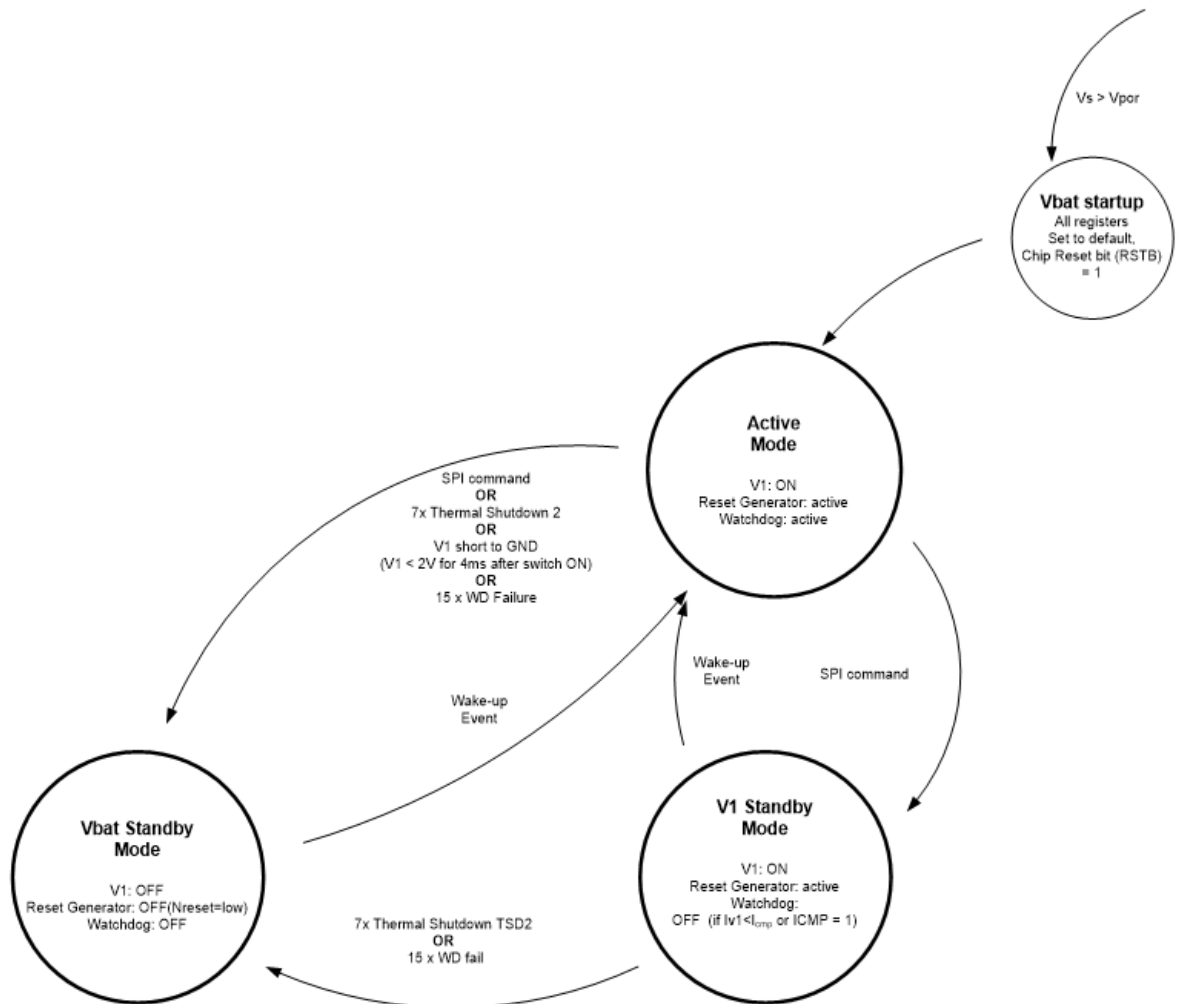 Vs > Vpor
Vbat startup
All registers
Set to default,
Chip Reset bit (RSTB)
= 1
Active
Mode
V1: ON
Reset Generator: active
Watchdog: active
SPI command
OR
7x Thermal Shutdown 2
OR
V1 short to GND
(V1 < 2V for 4ms after switch ON)
OR
15 x WD Failure
Wake-up
Event
Wake-up
Event
SPI command
Vbat Standby
Mode
V1: OFF
Reset Generator: OFF(Nreset=low)
Watchdog: OFF
7x Thermal Shutdown TSD2
OR
15 x WD fail
V1 Standby
Mode
V1: ON
Reset Generator: active
Watchdog:
OFF (if Iv1<Icmp or ICMP = 1)